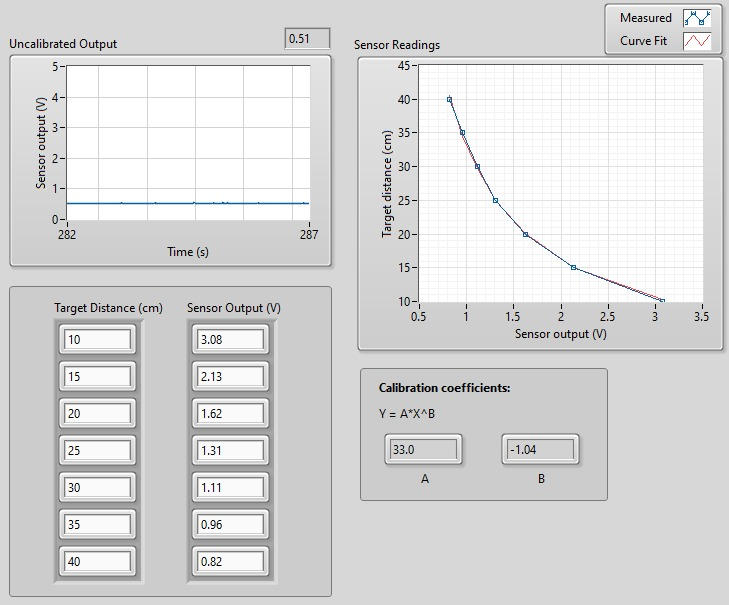 Uncalibrated Output
0.51
Sensor output (V)
5
4
3
2
1
0
282
287
Time (s)
Measured
Curve Fit
Sensor Readings
Target distance (cm)
45
40
35
30
25
20
15
10
0.5
1
1.5
2
2.5
3
3.5
Sensor output (V)
Target Distance (cm)
Sensor Output (V)
10
3.08
15
2.13
20
1.62
25
1.31
30
1.11
35
0.96
40
0.82
Calibration coefficients:
Y = A*X^B
33.0
-1.04
A
B